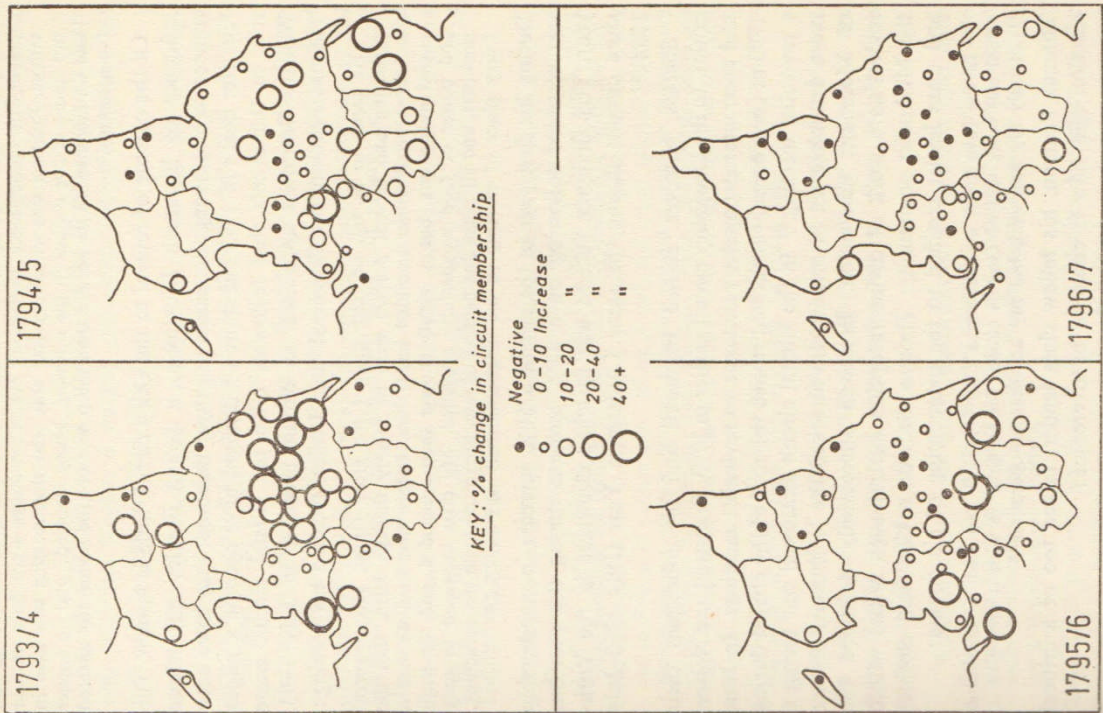 1793/4
1794/5
KEY: % change in circuit membership
Negative
0-10 Increase
10-20 "
20-40 "
40+ "
1795/6
1796/7